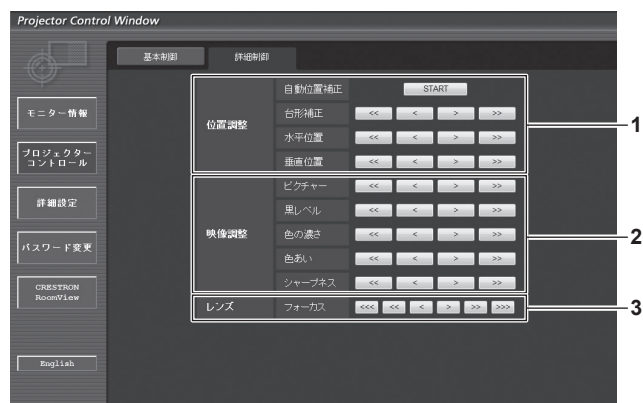 Projector Control Window
基本制御 詳細制御
モニター情報
プロジェクター
コントロール
詳細設定
パスワード変更
CRESTRON
RoomView
English
位置調整
自動位置補正 START
台形補正 << < > >>
水平位置 << < > >>
垂直位置 << < > >>
1
映像調整
ピクチャー << < > >>
黒レベル << < > >>
色の濃さ << < > >>
色あい << < > >>
シャープネス << < > >>
2
レンズ フォーカス <<< << < > >> >>>
3